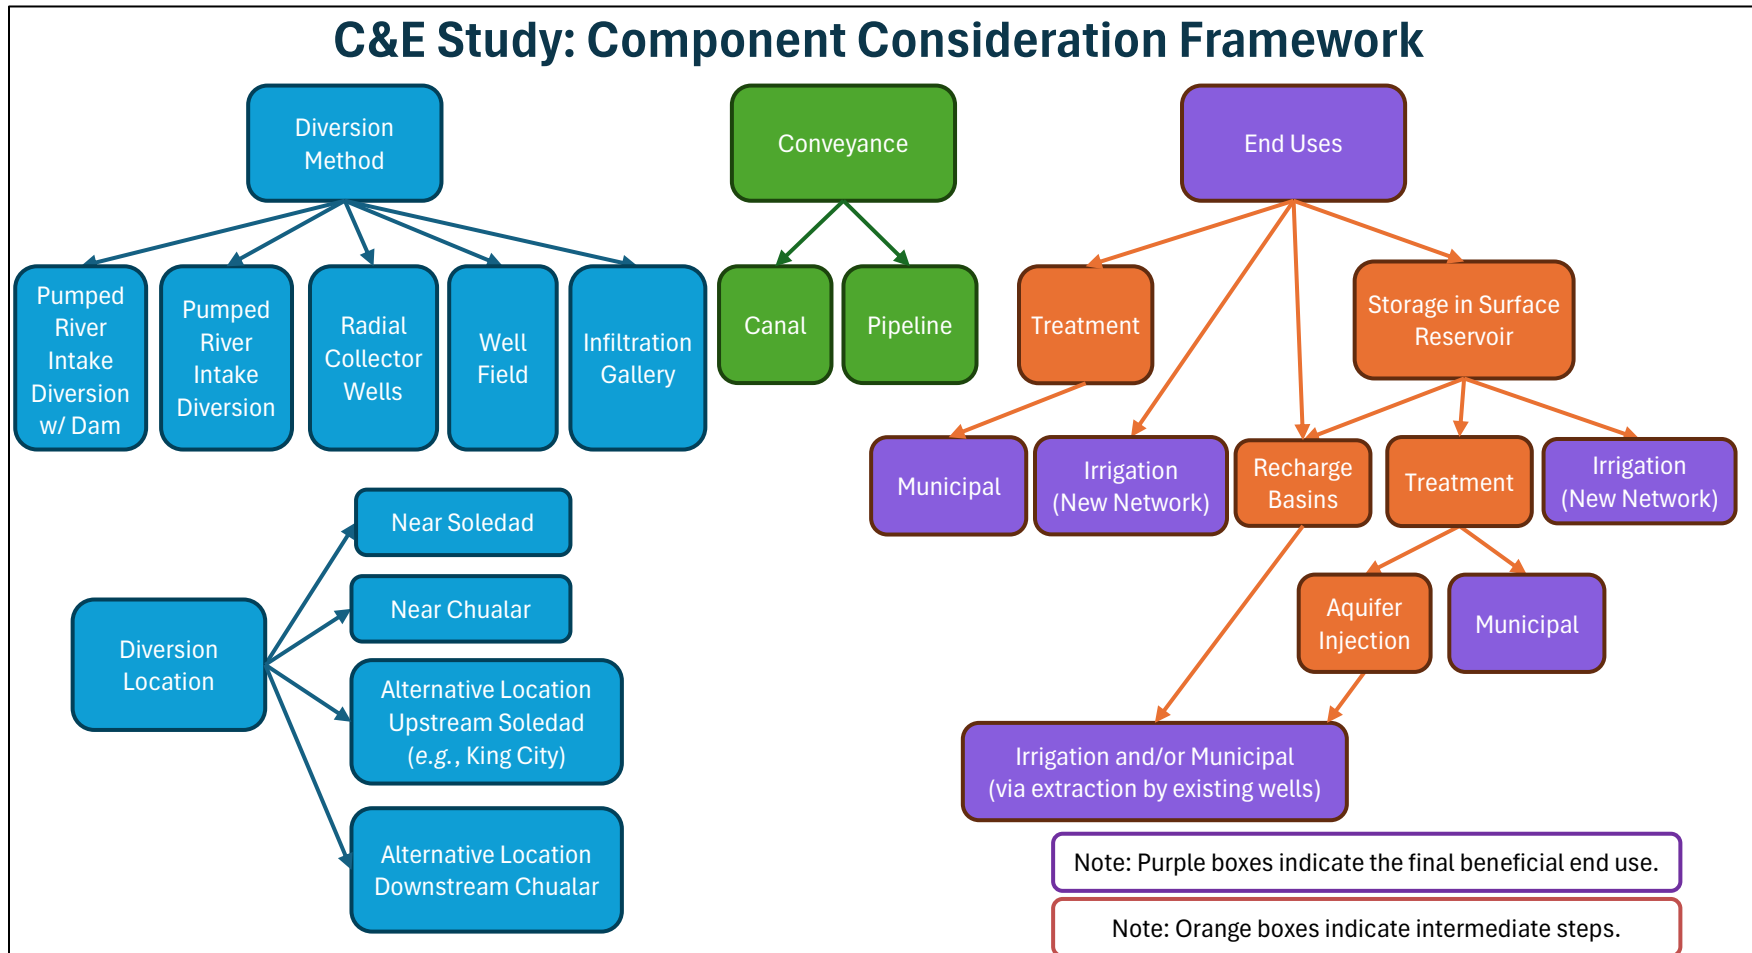 C&E Study: Component Consideration Framework
Diversion
Method
Pumped
River
Intake
Diversion
w/ Dam
Pumped
River
Intake
Diversion
Radial
Collector
Wells
Well
Field
Infiltration
Gallery
Diversion
Location
Near Soledad
Near Chualar
Alternative Location
Upstream Soledad
(e.g., King City)
Alternative Location
Downstream Chualar
Conveyance
Canal
Pipeline
End Uses
Treatment
Storage in Surface
Reservoir
Municipal
Irrigation
(New Network)
Recharge
Basins
Treatment
Irrigation
(New Network)
Aquifer
Injection
Municipal
Irrigation and/or Municipal
(via extraction by existing wells)
Note: Purple boxes indicate the final beneficial end use.
Note: Orange boxes indicate intermediate steps.